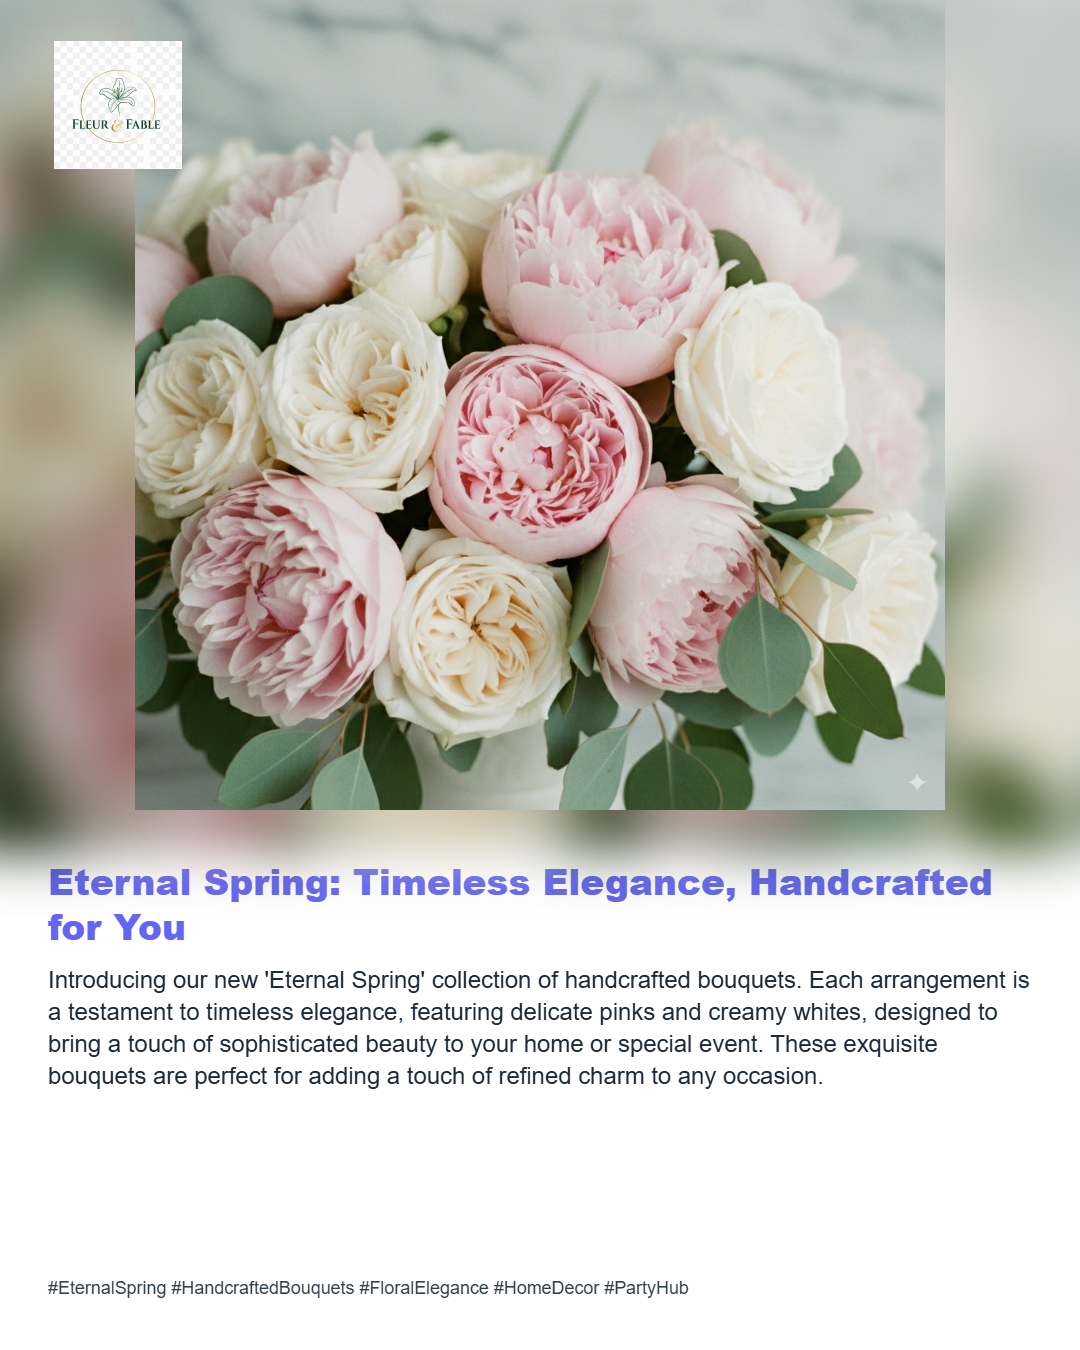 FLEUR & FABLE
Eternal Spring: Timeless Elegance, Handcrafted
for You
Introducing our new 'Eternal Spring' collection of handcrafted bouquets. Each arrangement is
a testament to timeless elegance, featuring delicate pinks and creamy whites, designed to
bring a touch of sophisticated beauty to your home or special event. These exquisite
bouquets are perfect for adding a touch of refined charm to any occasion.
#EternalSpring #HandcraftedBouquets #FloralElegance #HomeDecor #PartyHub